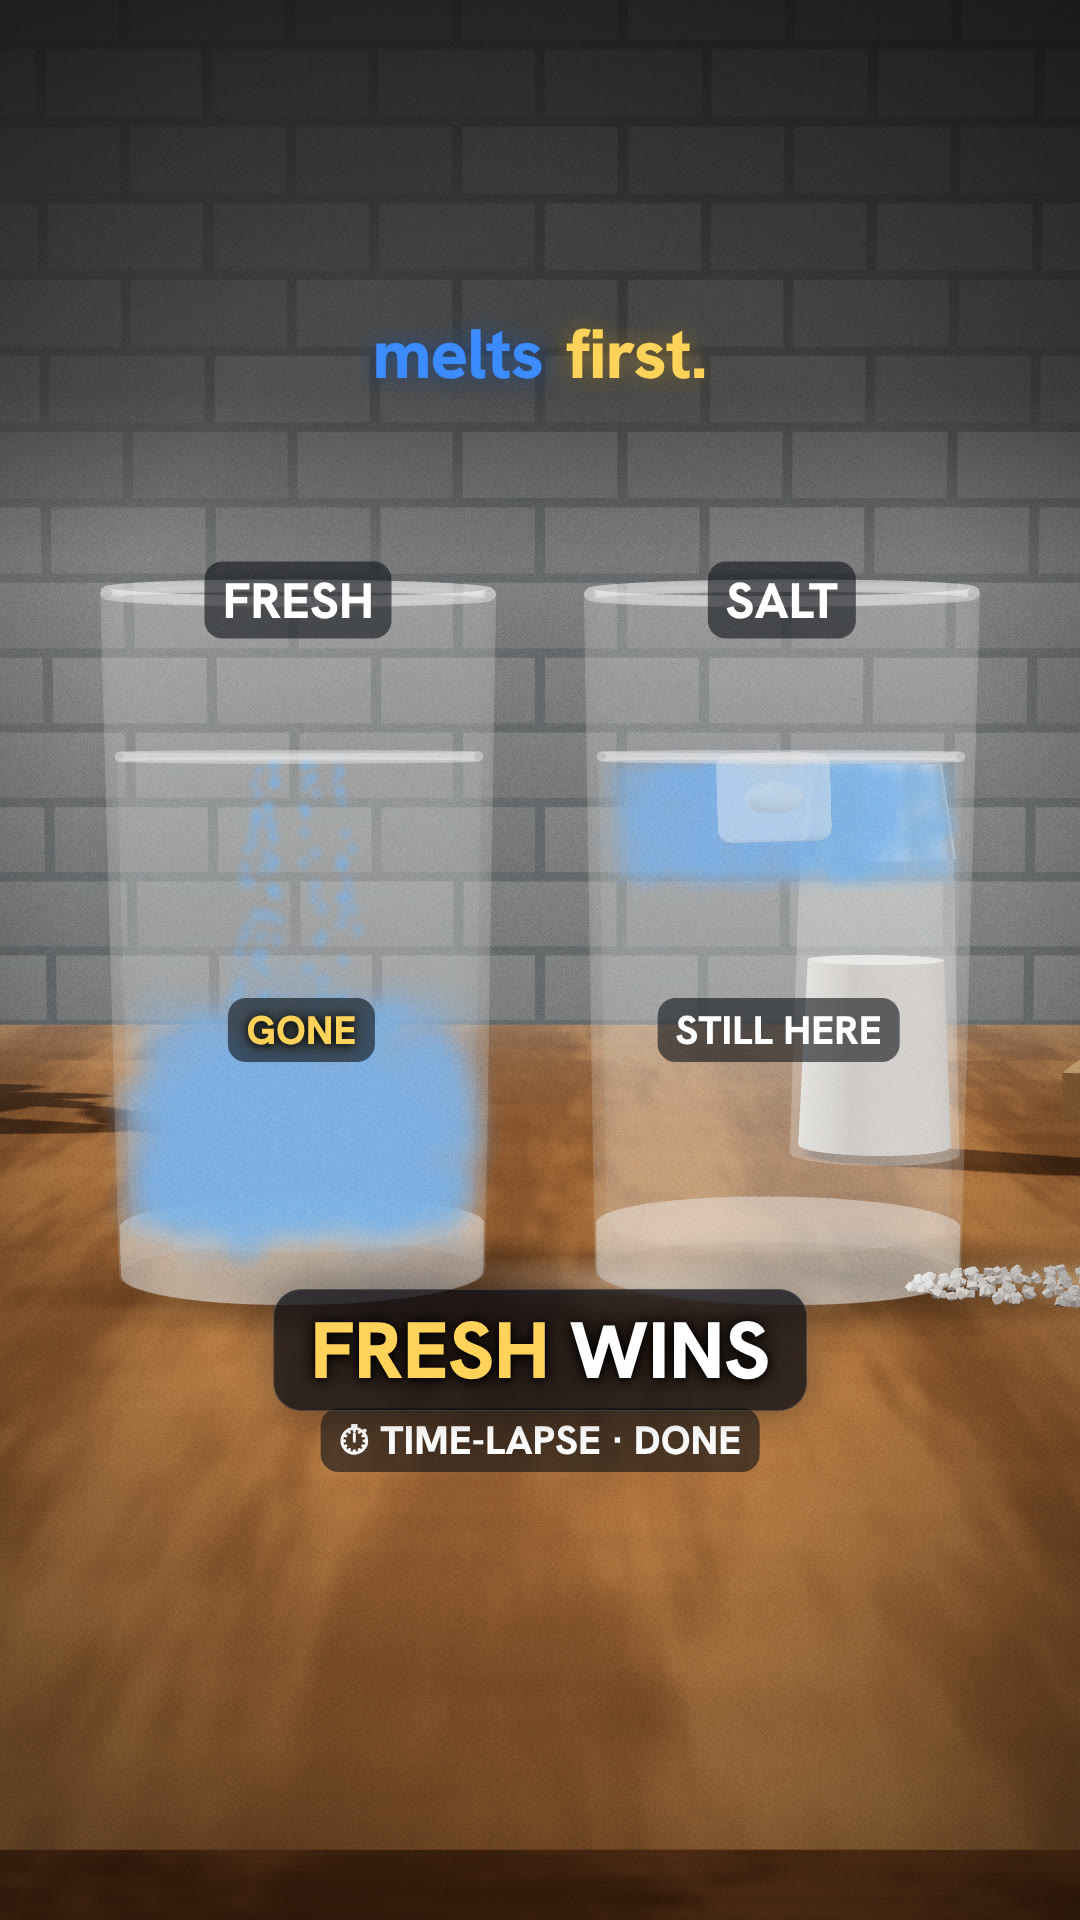 melts first.
FRESH
SALT
GONE
STILL HERE
FRESH WINS
⏱ TIME-LAPSE · DONE